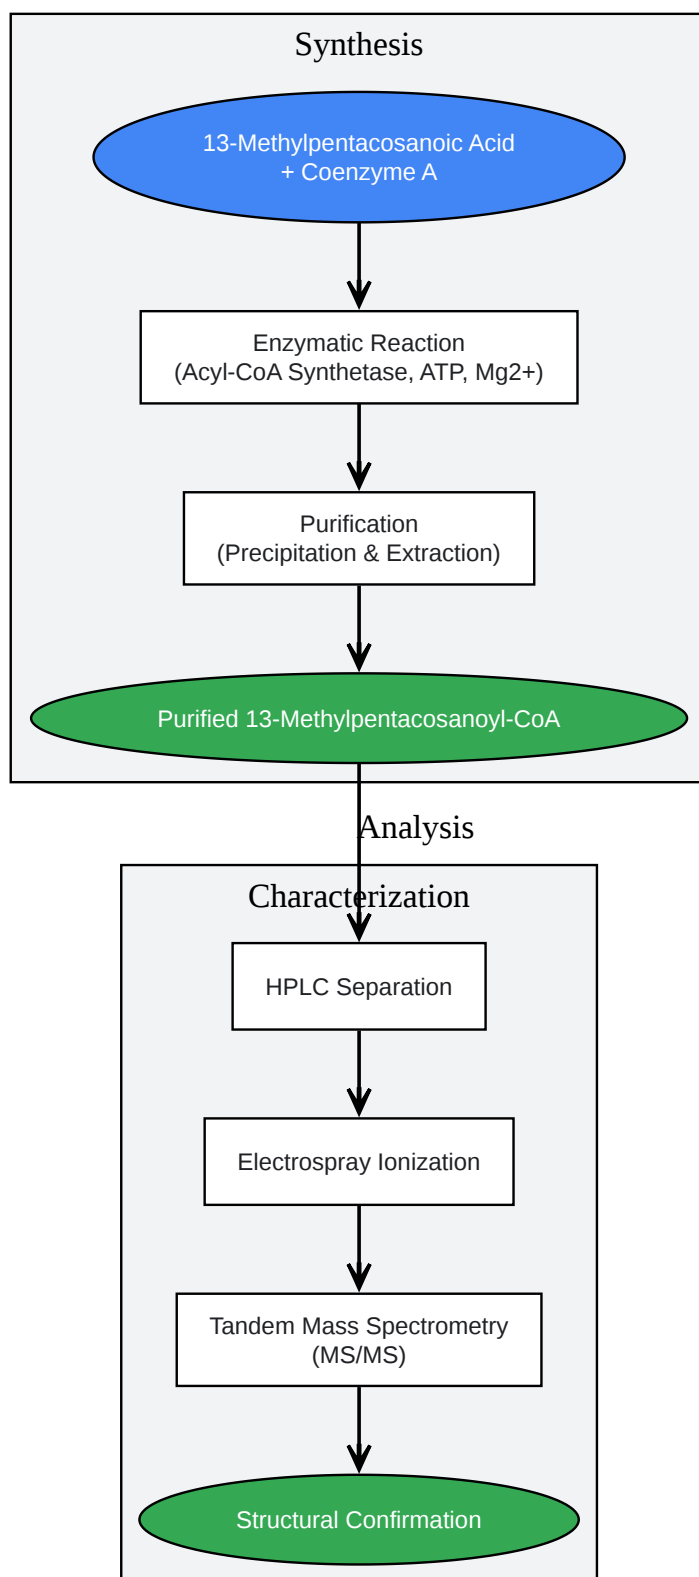 Synthesis
13-Methylpentacosanoic Acid
+ Coenzyme A
Enzymatic Reaction
(Acyl-CoA Synthetase, ATP, Mg2+)
Purification
(Precipitation & Extraction)
Purified 13-Methylpentacosanoyl-CoA
Analysis
Characterization
HPLC Separation
Electrospray Ionization
Tandem Mass Spectrometry
(MS/MS)
Structural Confirmation